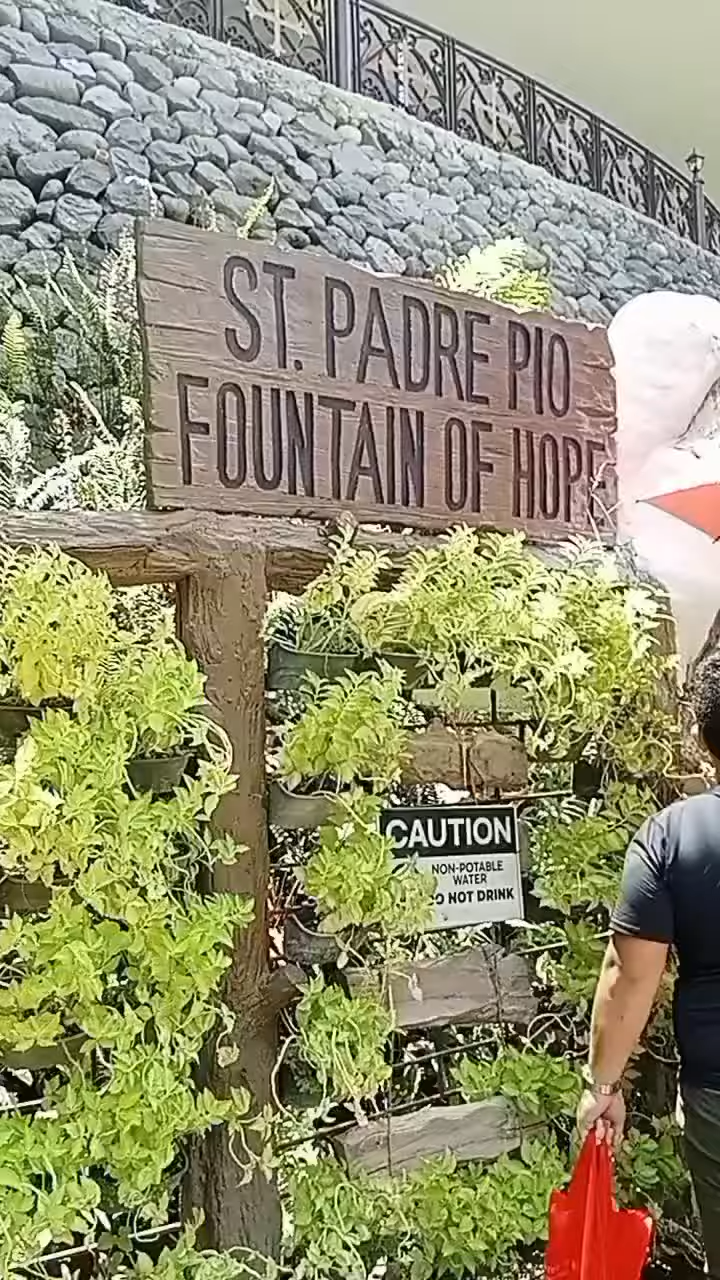 ST. PADRE PIO
FOUNTAIN OF HOPE
CAUTION
NON-POTABLE
WATER
DO NOT DRINK